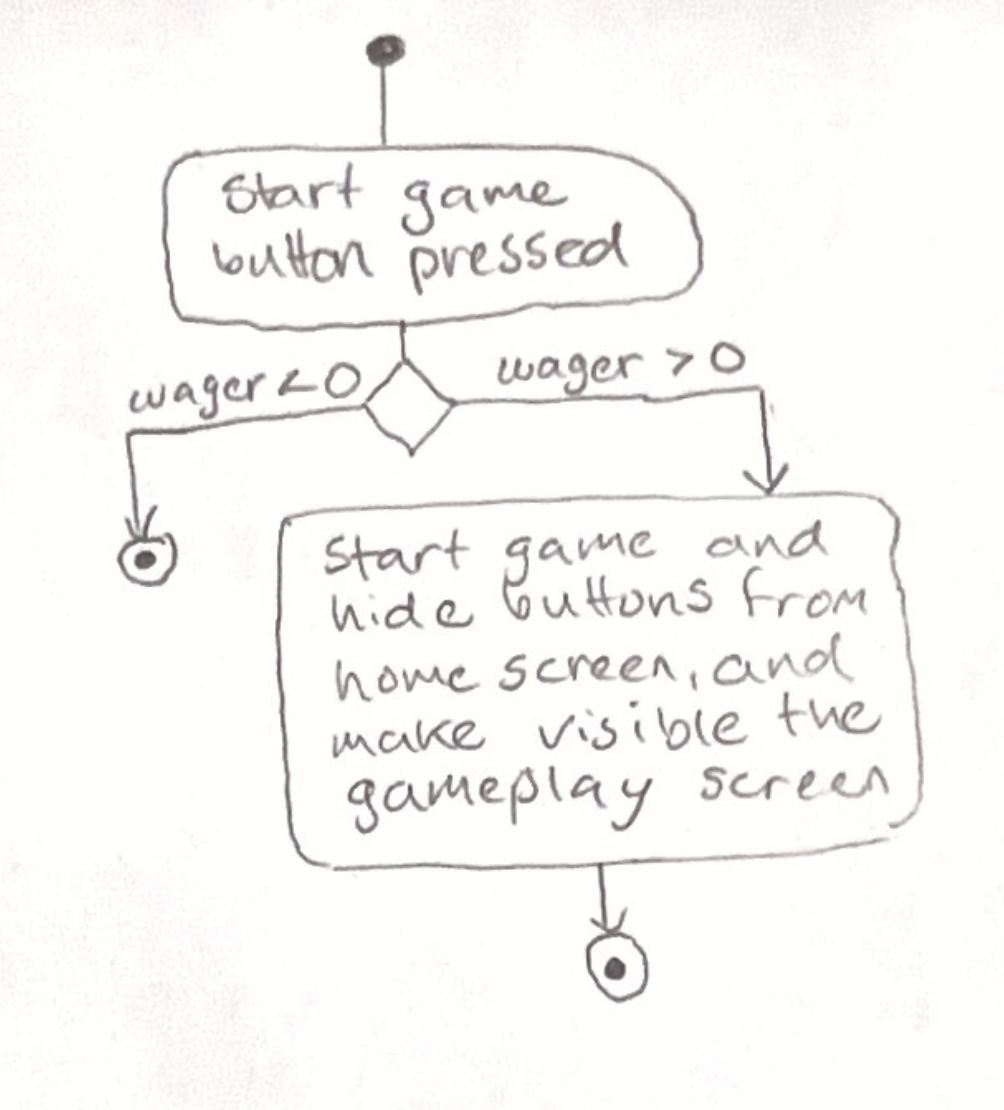 Start game
button pressed
wager < 0
wager > 0
Start game and
hide buttons from
home screen, and
make visible the
gameplay screen